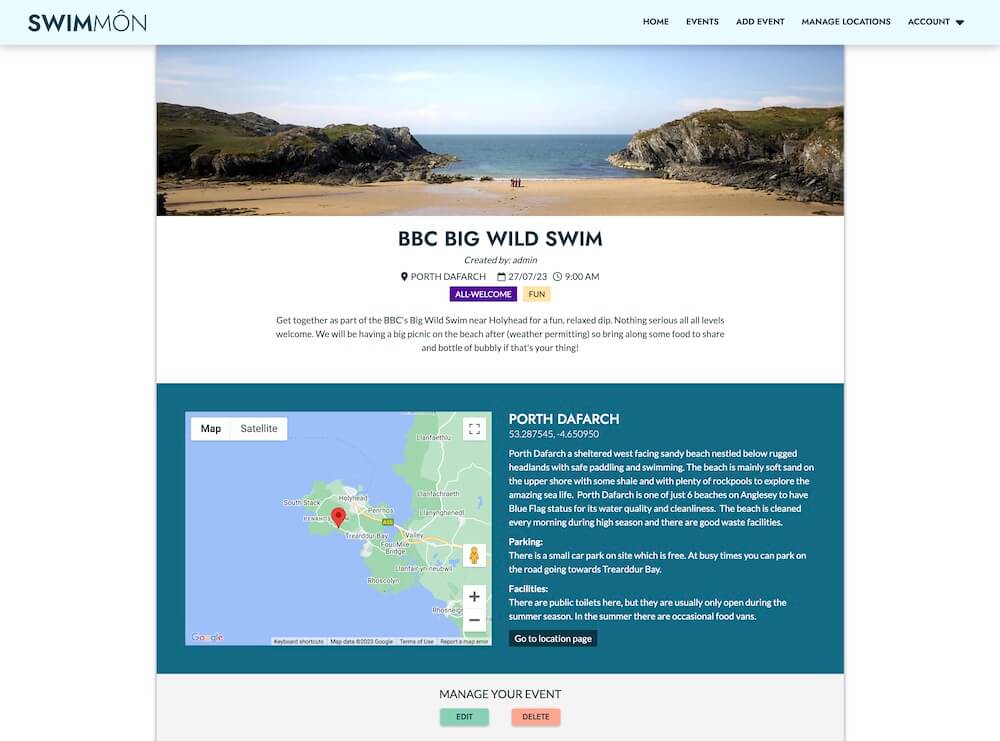 SWIMMÔN
HOME EVENTS ADD EVENT MANAGE LOCATIONS ACCOUNT
BBC BIG WILD SWIM
Created by: admin
PORTH DAFARCH 27/07/23 9:00 AM
ALL-WELCOME FUN
Get together as part of the BBC's Big Wild Swim near Holyhead for a fun, relaxed dip. Nothing serious all all levels
welcome. We will be having a big picnic on the beach after (weather permitting) so bring along some food to share
and bottle of bubbly if that's your thing!
Map Satellite
Llanfaethlu
Llanfachraeth
South Stack
Holyhead
Penrhos
Llanynghenedl
A55
Trearddur Bay
Valley
Four Mile
Bridge
Llanfair-yn-neubwll
Rhoscolyn
Rhosneigr
Google
Keyboard shortcuts Map data ©2023 Google Terms of Use Report a map error
PORTH DAFARCH
53.287545, -4.650950
Porth Dafarch a sheltered west facing sandy beach nestled below rugged
headlands with safe paddling and swimming. The beach is mainly soft sand on
the upper shore with some shale and with plenty of rockpools to explore the
amazing sea life. Porth Dafarch is one of just 6 beaches on Anglesey to have
Blue Flag status for its water quality and cleanliness. The beach is cleaned
every morning during high season and there are good waste facilities.
Parking:
There is a small car park on site which is free. At busy times you can park on
the road going towards Trearddur Bay.
Facilities:
There are public toilets here, but they are usually only open during the
summer season. In the summer there are occasional food vans.
Go to location page
MANAGE YOUR EVENT
EDIT DELETE